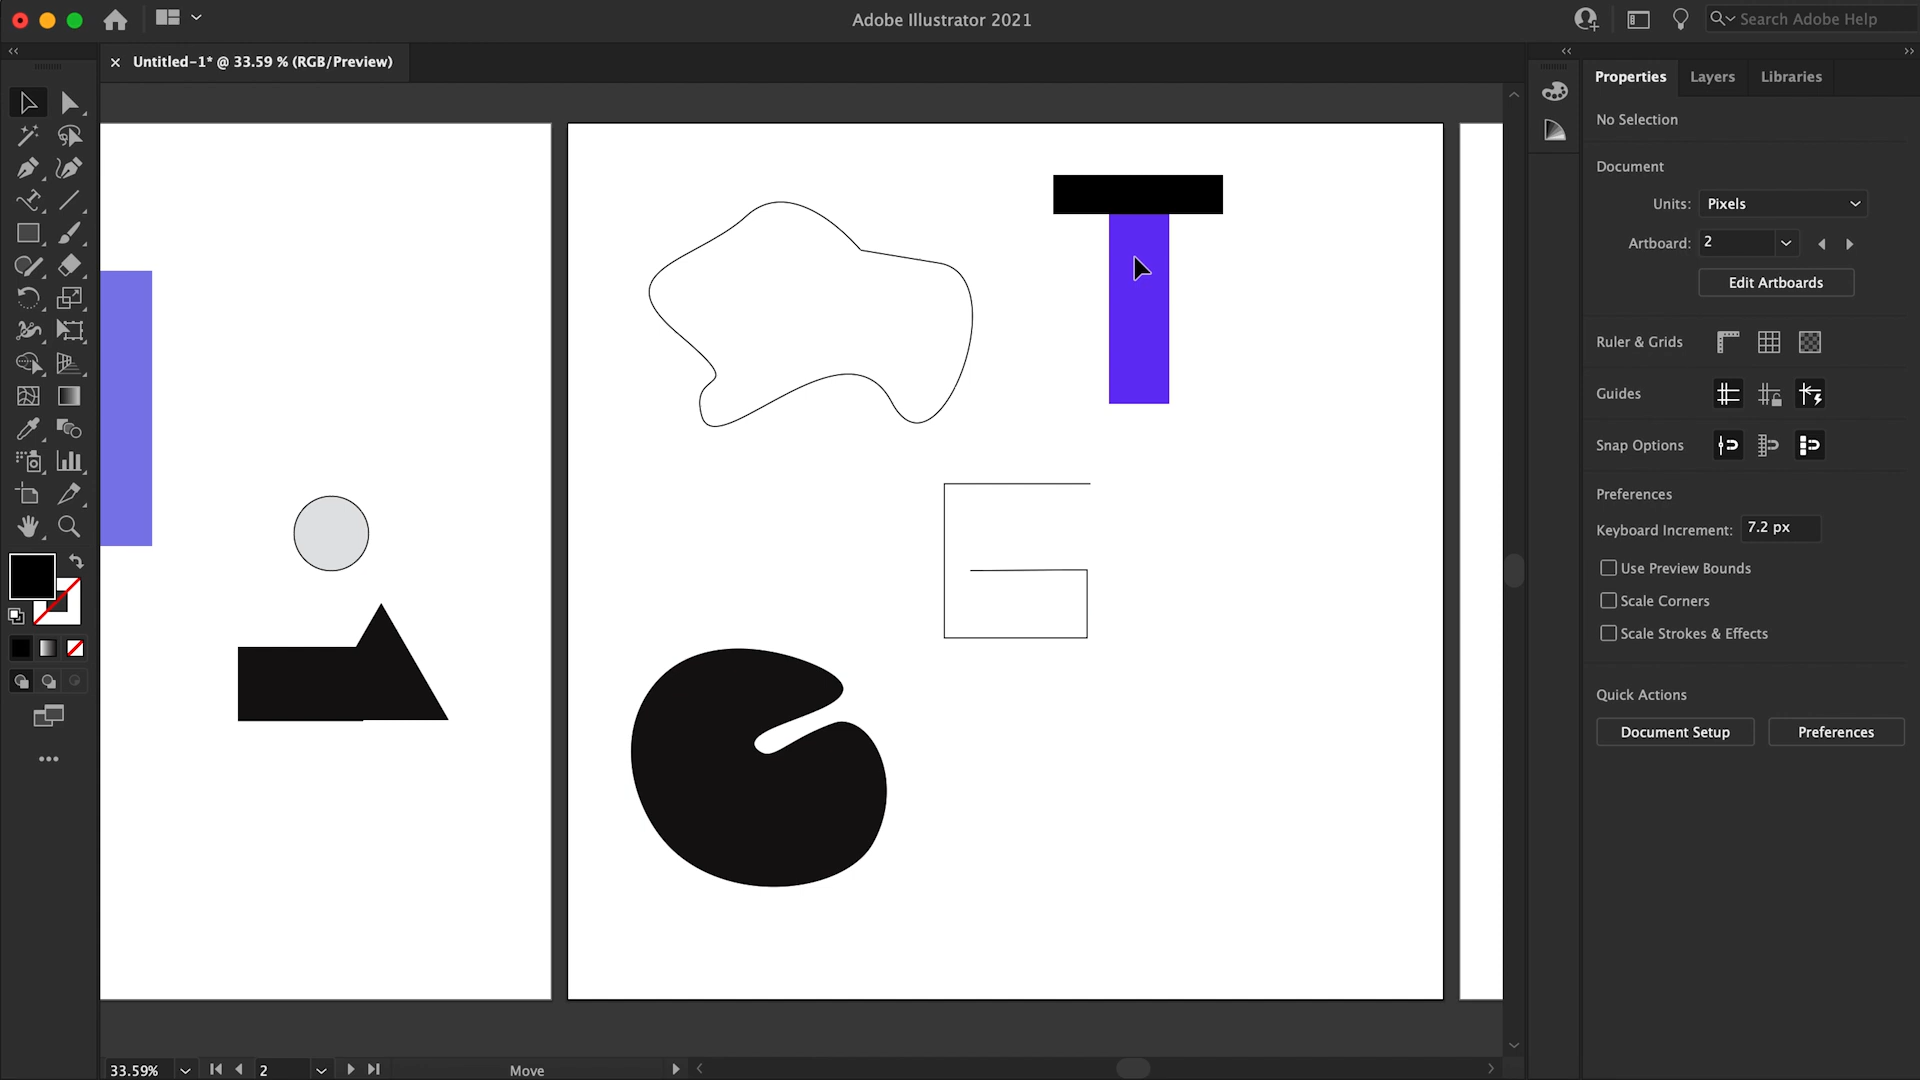 Adobe Illustrator 2021
Search Adobe Help
Untitled-1* @ 33.59 % (RGB/Preview)
Properties
Layers
Libraries
No Selection
Document
Units:
Pixels
Artboard:
2
Edit Artboards
Ruler & Grids
Guides
Snap Options
Preferences
Keyboard Increment:
7.2 px
Use Preview Bounds
Scale Corners
Scale Strokes & Effects
Quick Actions
Document Setup
Preferences
33.59%
2
Move